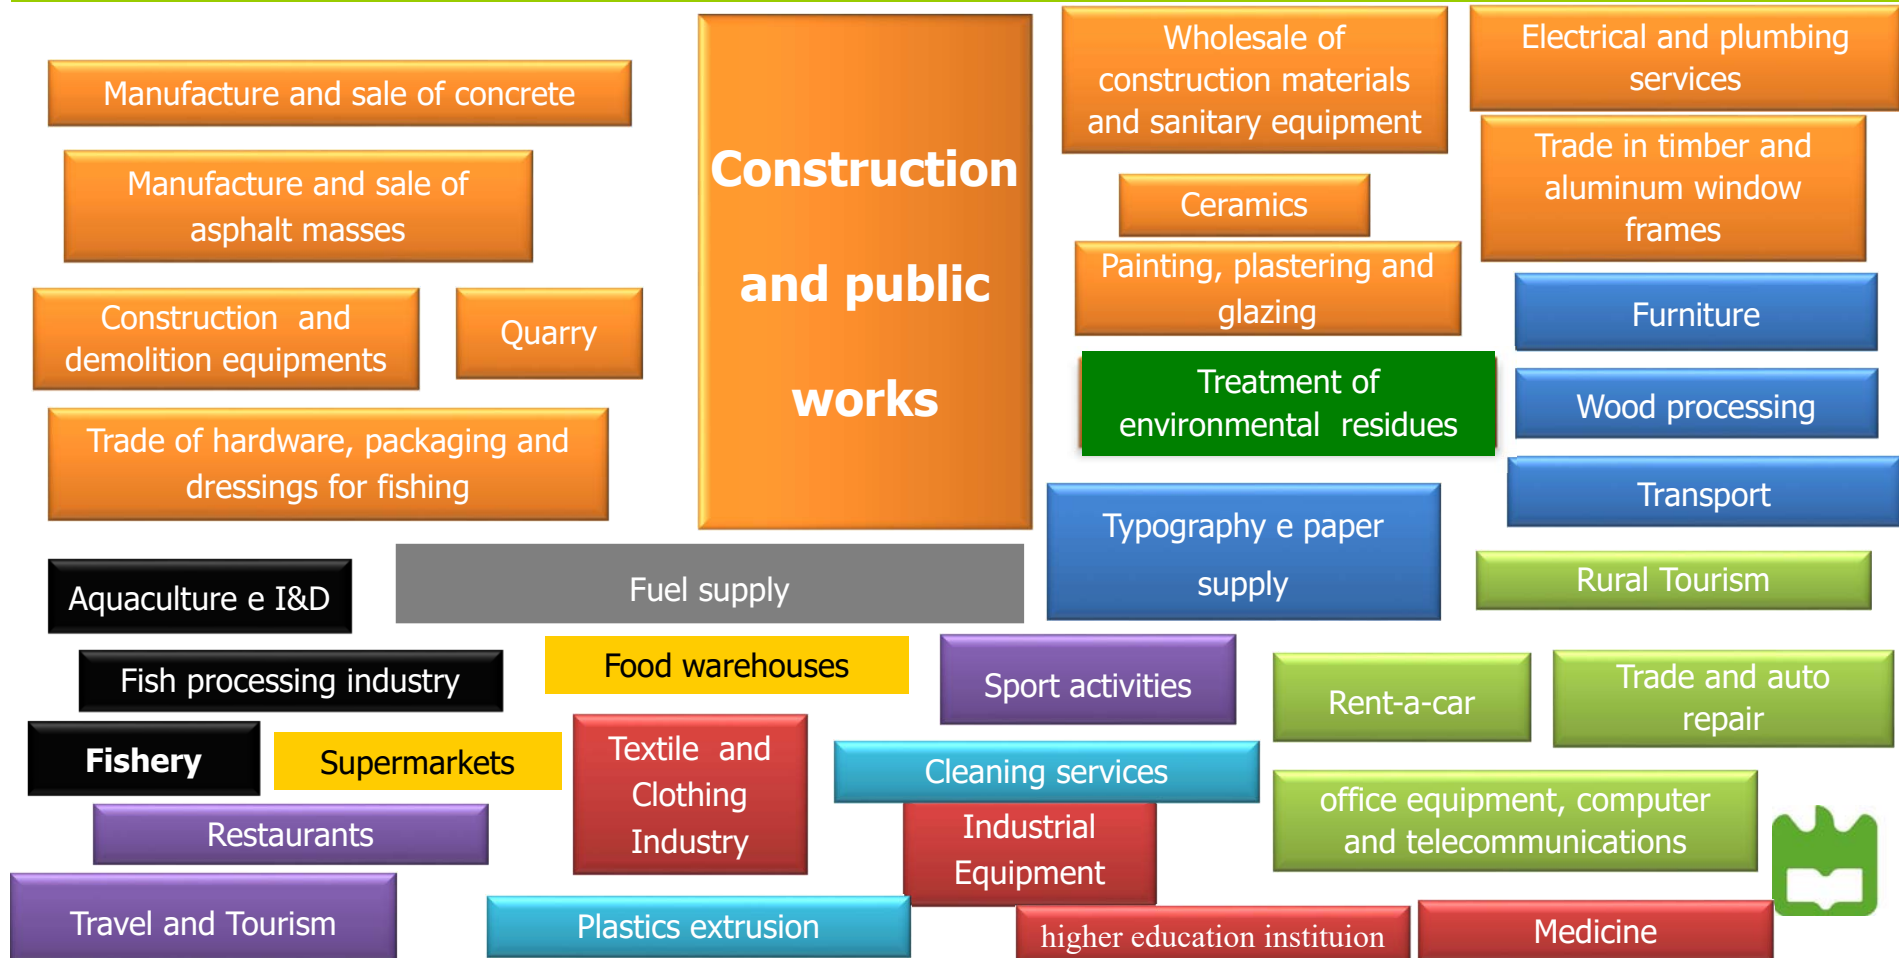 Manufacture and sale of concrete
Manufacture and sale of
asphalt masses
Construction and
demolition equipments
Quarry
Trade of hardware, packaging and
dressings for fishing
Construction
and public
works
Wholesale of
construction materials
and sanitary equipment
Electrical and plumbing
services
Ceramics
Trade in timber and
aluminum window
frames
Painting, plastering and
glazing
Furniture
Treatment of
environmental residues
Wood processing
Transport
Typography e paper
supply
Rural Tourism
Aquaculture e I&D
Fuel supply
Fish processing industry
Food warehouses
Sport activities
Rent-a-car
Trade and auto
repair
Fishery
Supermarkets
Textile and
Clothing
Industry
Cleaning services
Industrial
Equipment
office equipment, computer
and telecommunications
Restaurants
Travel and Tourism
Plastics extrusion
higher education instituion
Medicine